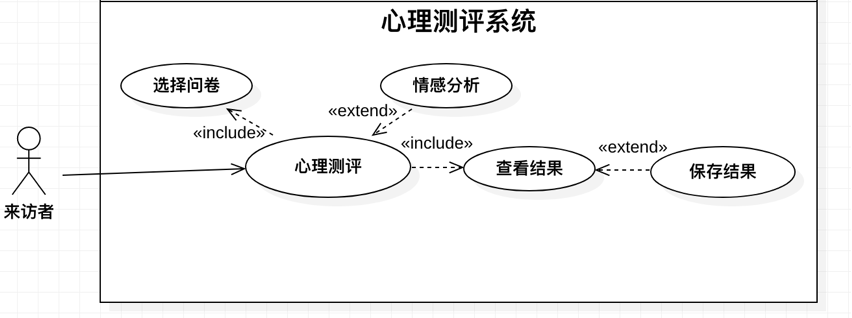 心理测评系统
选择问卷
情感分析
«extend»
«include»
«include»
«extend»
心理测评
查看结果
保存结果
来访者